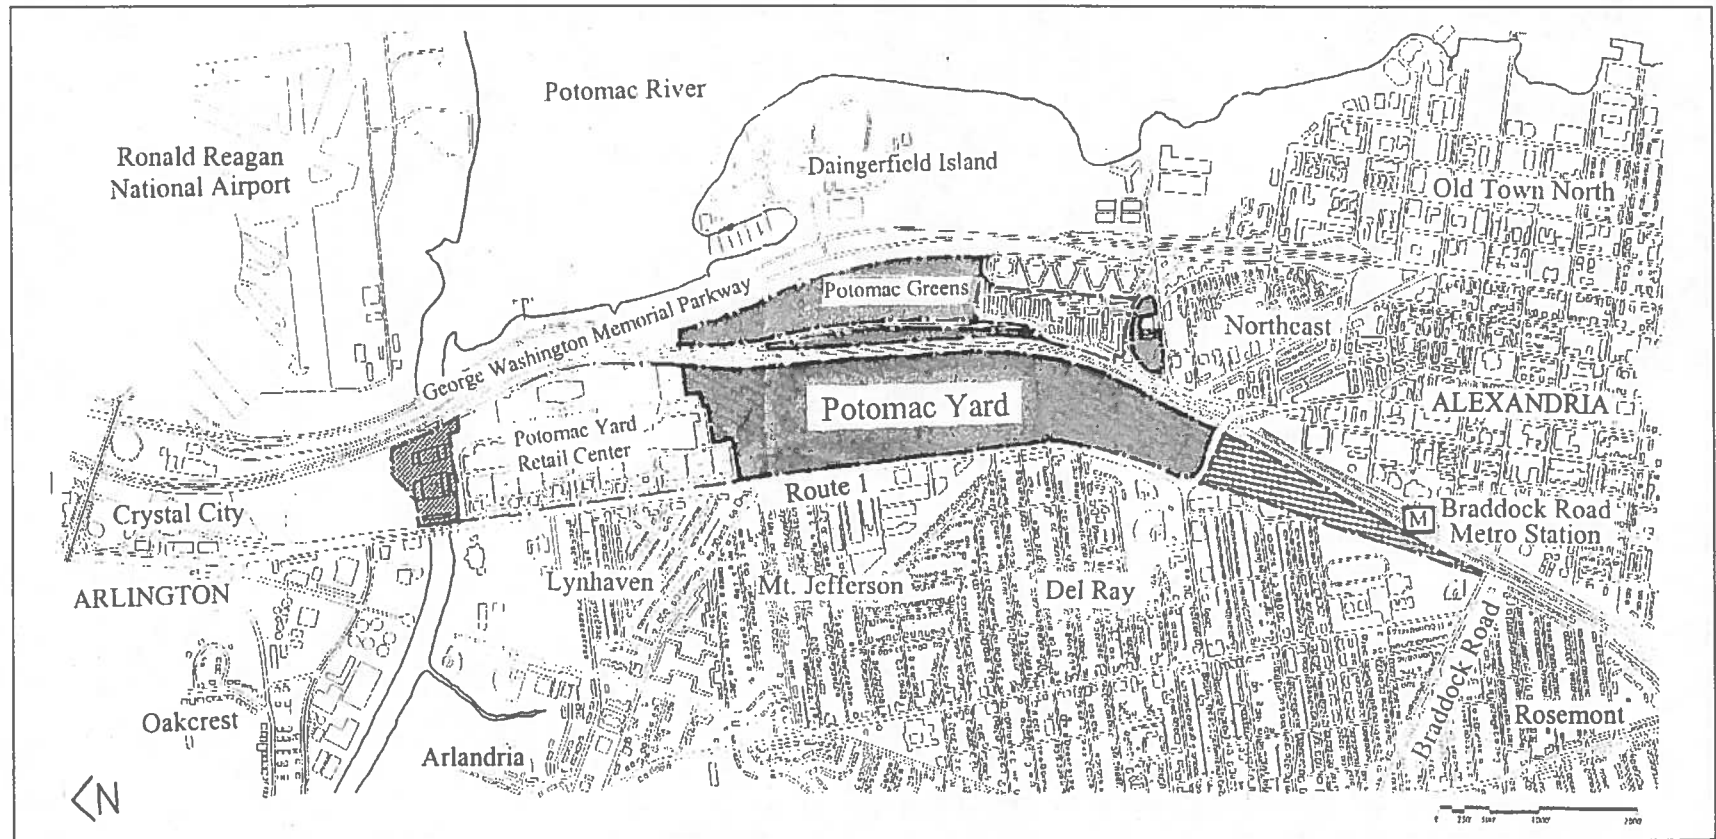 Potomac River
Ronald Reagan
National Airport
Daingerfield Island
Old Town North
Potomac Greens
George Washington Memorial Parkway
Northeast
Potomac Yard
ALEXANDRIA
Potomac Yard
Retail Center
Route 1
Crystal City
M
Braddock Road
Metro Station
ARLINGTON
Lynhaven
Mt. Jefferson
Del Ray
Braddock Road
Oakcrest
Rosemont
Arlandria
N